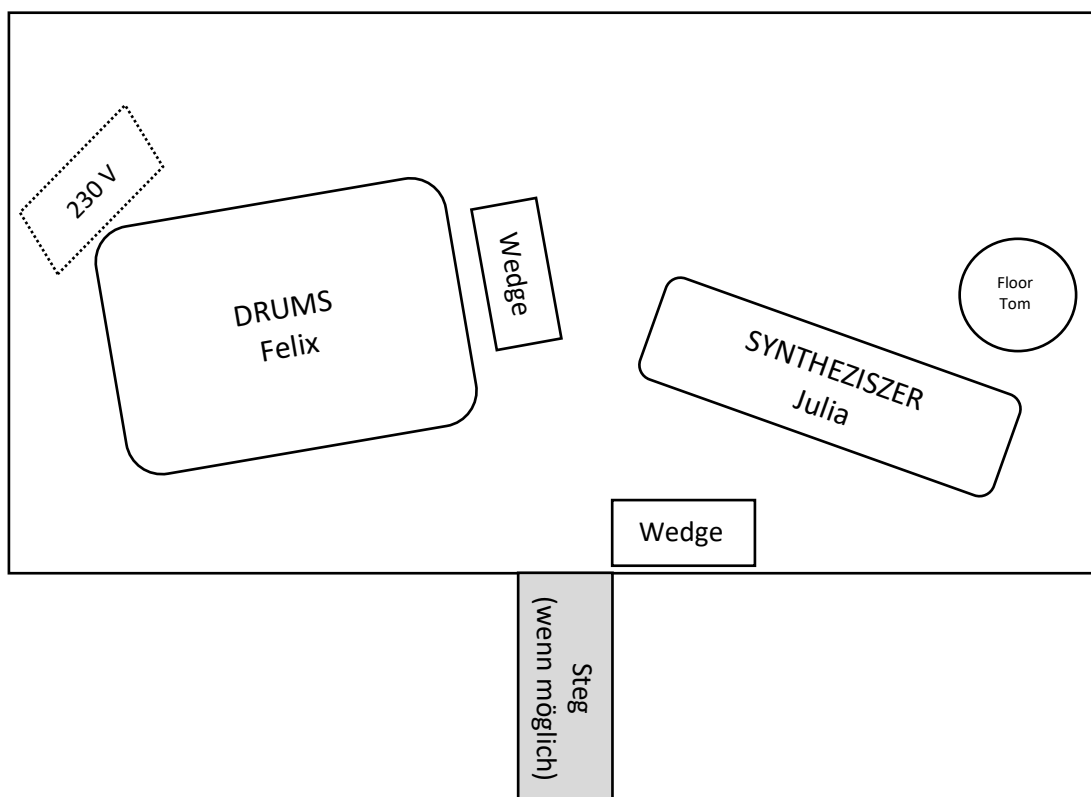 230 V
DRUMS
Felix
Wedge
Floor
Tom
SYNTHEZISZER
Julia
Wedge
Steg
(wenn möglich)